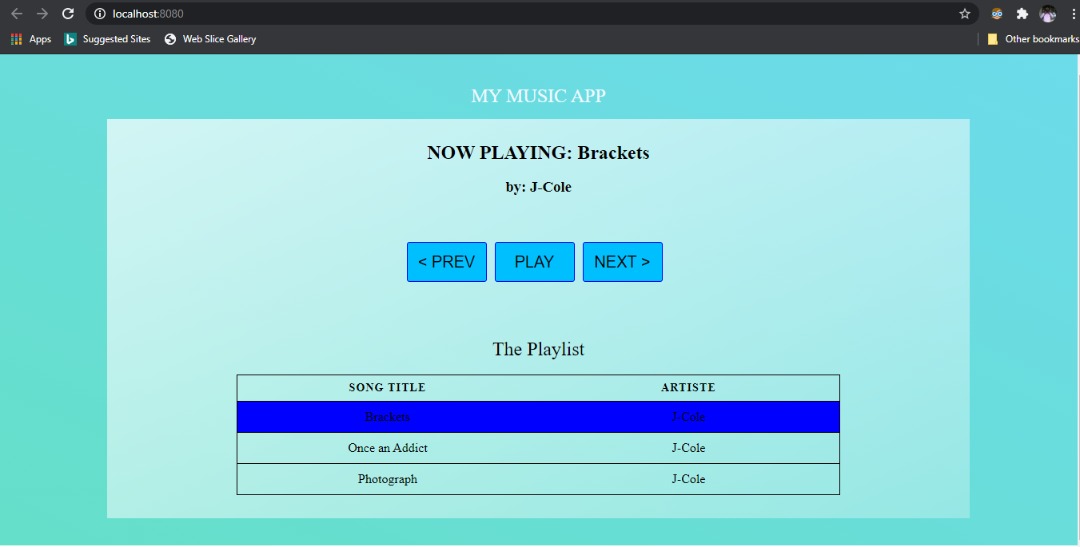 localhost:8080
Apps Suggested Sites Web Slice Gallery Other bookmarks
MY MUSIC APP
NOW PLAYING: Brackets
by: J-Cole
< PREV PLAY NEXT >
The Playlist
SONG TITLE ARTISTE
Brackets J-Cole
Once an Addict J-Cole
Photograph J-Cole